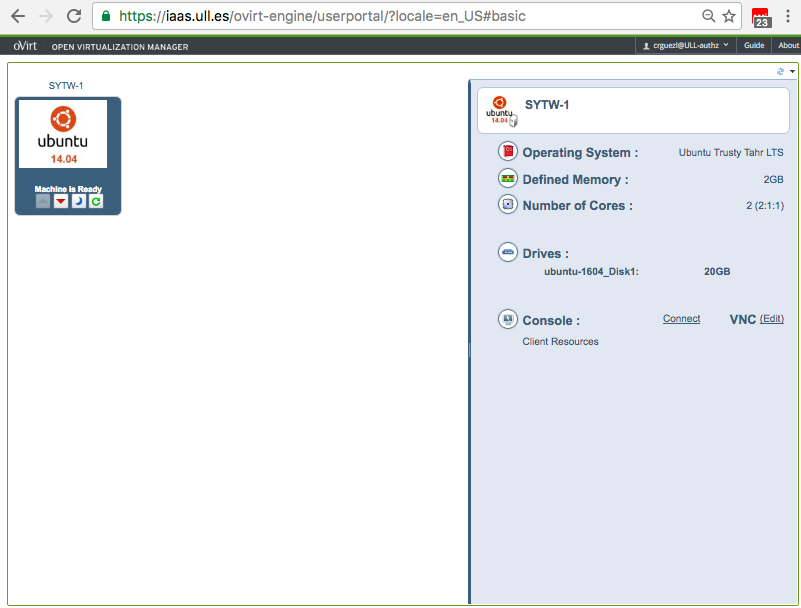 https://iaas.ull.es/ovirt-engine/userportal/?locale=en_US#basic
23
oVirt OPEN VIRTUALIZATION MANAGER
crguezl@ULL-authz Guide About
SYTW-1
ubuntu
14.04
Machine is Ready
ubuntu
14.04
SYTW-1
Operating System : Ubuntu Trusty Tahr LTS
Defined Memory : 2GB
Number of Cores : 2 (2:1:1)
Drives :
ubuntu-1604_Disk1: 20GB
Console : Connect VNC (Edit)
Client Resources